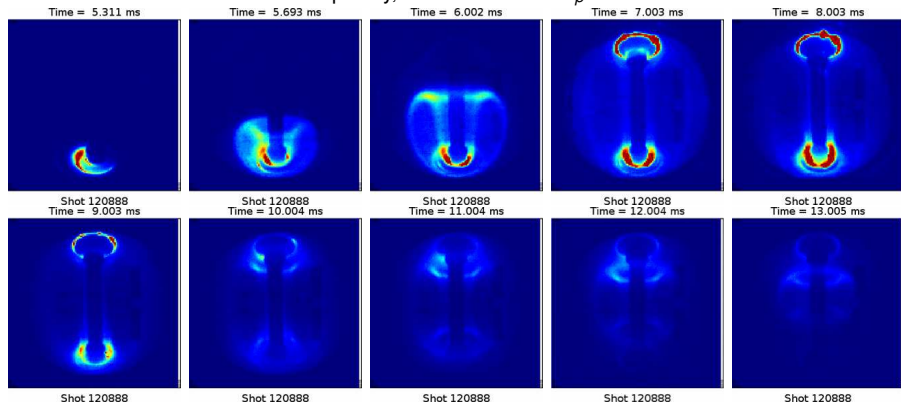 Time = 5.311 ms
Time = 5.693 ms
Time = 6.002 ms
Time = 7.003 ms
Time = 8.003 ms
Shot 120888
Shot 120888
Shot 120888
Shot 120888
Shot 120888
Time = 9.003 ms
Time = 10.004 ms
Time = 11.004 ms
Time = 12.004 ms
Time = 13.005 ms
Shot 120888
Shot 120888
Shot 120888
Shot 120888
Shot 120888